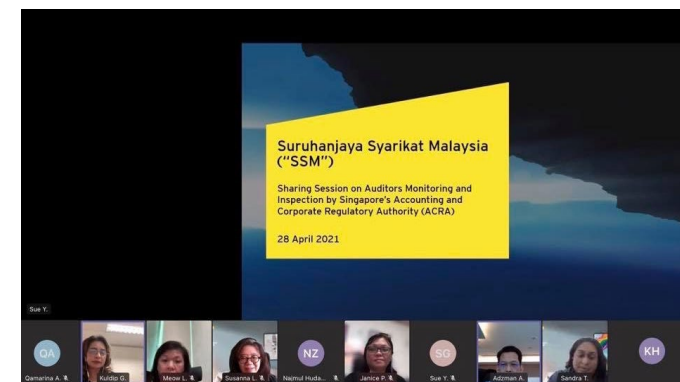 Suruhanjaya Syarikat Malaysia
(“SSM”)
Sharing Session on Auditors Monitoring and
Inspection by Singapore’s Accounting and
Corporate Regulatory Authority (ACRA)
28 April 2021
Sue Y.
QA
NZ
SG
KH
Qamarina A.
Kuldip G.
Meow L.
Susanna L.
Najmul Huda...
Janice P.
Sue Y.
Adzman A.
Sandra T.